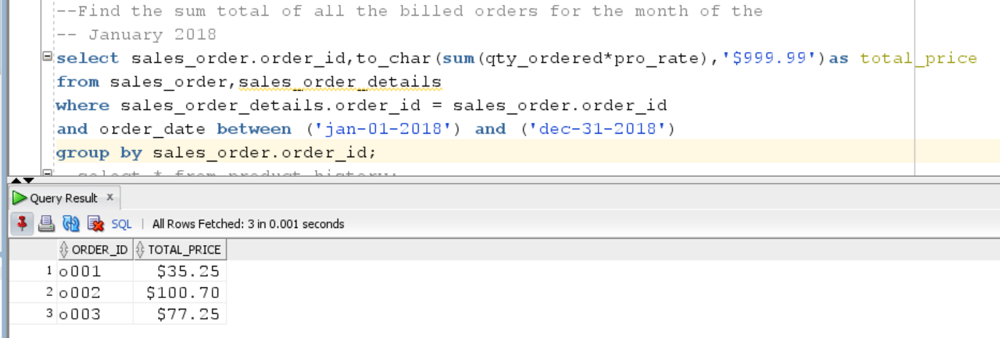 --Find the sum total of all the billed orders for the month of the
-- January 2018
select sales_order.order_id,to_char(sum(qty_ordered*pro_rate),'$999.99')as total_price
from sales_order,sales_order_details
where sales_order_details.order_id = sales_order.order_id
and order_date between ('jan-01-2018') and ('dec-31-2018')
group by sales_order.order_id;
select * from product_history;
Query Result x
SQL | All Rows Fetched: 3 in 0.001 seconds
ORDER_ID TOTAL_PRICE
1 o001 $35.25
2 o002 $100.70
3 o003 $77.25